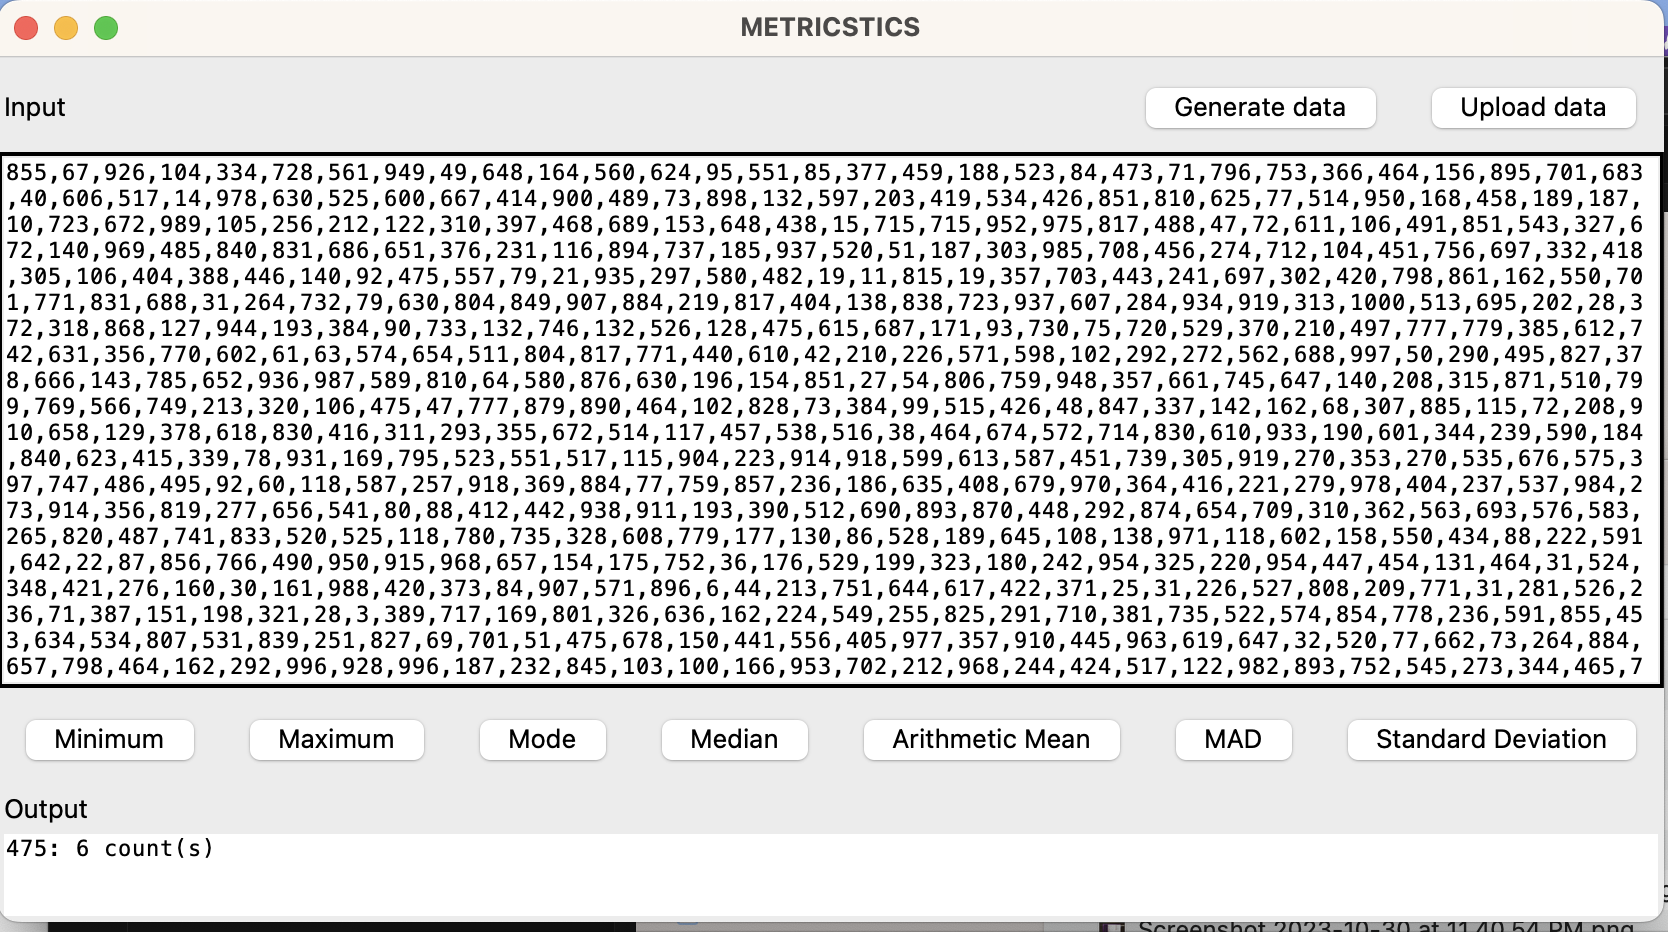 METRICSTICS
Input
Generate data
Upload data
855,67,926,104,334,728,561,949,49,648,164,560,624,95,551,85,377,459,188,523,84,473,71,796,753,366,464,156,895,701,683
,40,606,517,14,978,630,525,600,667,414,900,489,73,898,132,597,203,419,534,426,851,810,625,77,514,950,168,458,189,187,
10,723,672,989,105,256,212,122,310,397,468,689,153,648,438,15,715,715,952,975,817,488,47,72,611,106,491,851,543,327,6
72,140,969,485,840,831,686,651,376,231,116,894,737,185,937,520,51,187,303,985,708,456,274,712,104,451,756,697,332,418
,305,106,404,388,446,140,92,475,557,79,21,935,297,580,482,19,11,815,19,357,703,443,241,697,302,420,798,861,162,550,70
1,771,831,688,31,264,732,79,630,804,849,907,884,219,817,404,138,838,723,937,607,284,934,919,313,1000,513,695,202,28,3
72,318,868,127,944,193,384,90,733,132,746,132,526,128,475,615,687,171,93,730,75,720,529,370,210,497,777,779,385,612,7
42,631,356,770,602,61,63,574,654,511,804,817,771,440,610,42,210,226,571,598,102,292,272,562,688,997,50,290,495,827,37
8,666,143,785,652,936,987,589,810,64,580,876,630,196,154,851,27,54,806,759,948,357,661,745,647,140,208,315,871,510,79
9,769,566,749,213,320,106,475,47,777,879,890,464,102,828,73,384,99,515,426,48,847,337,142,162,68,307,885,115,72,208,9
10,658,129,378,618,830,416,311,293,355,672,514,117,457,538,516,38,464,674,572,714,830,610,933,190,601,344,239,590,184
,840,623,415,339,78,931,169,795,523,551,517,115,904,223,914,918,599,613,587,451,739,305,919,270,353,270,535,676,575,3
97,747,486,495,92,60,118,587,257,918,369,884,77,759,857,236,186,635,408,679,970,364,416,221,279,978,404,237,537,984,2
73,914,356,819,277,656,541,80,88,412,442,938,911,193,390,512,690,893,870,448,292,874,654,709,310,362,563,693,576,583,
265,820,487,741,833,520,525,118,780,735,328,608,779,177,130,86,528,189,645,108,138,971,118,602,158,550,434,88,222,591
,642,22,87,856,766,490,950,915,968,657,154,175,752,36,176,529,199,323,180,242,954,325,220,954,447,454,131,464,31,524,
348,421,276,160,30,161,988,420,373,84,907,571,896,6,44,213,751,644,617,422,371,25,31,226,527,808,209,771,31,281,526,2
36,71,387,151,198,321,28,3,389,717,169,801,326,636,162,224,549,255,825,291,710,381,735,522,574,854,778,236,591,855,45
3,634,534,807,531,839,251,827,69,701,51,475,678,150,441,556,405,977,357,910,445,963,619,647,32,520,77,662,73,264,884,
657,798,464,162,292,996,928,996,187,232,845,103,100,166,953,702,212,968,244,424,517,122,982,893,752,545,273,344,465,7
Minimum
Maximum
Mode
Median
Arithmetic Mean
MAD
Standard Deviation
Output
475: 6 count(s)
Screenshot 2023-10-30 at 11.40.54 PM.png